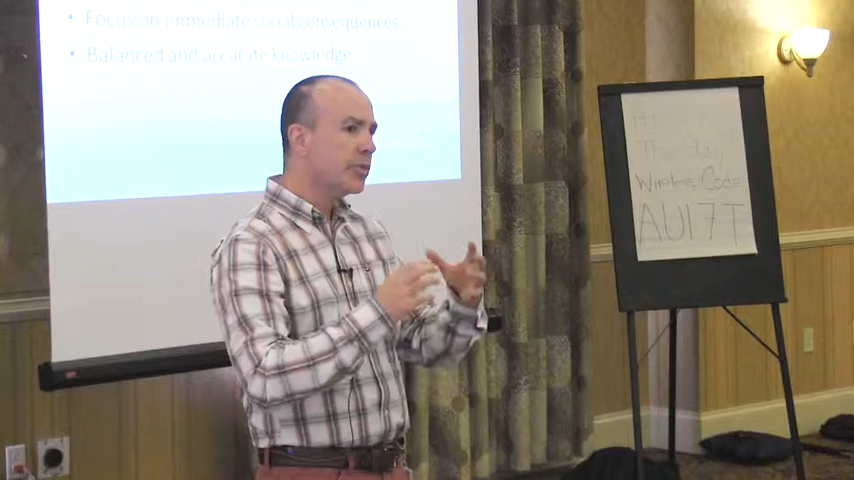 • Focus on immediate social consequences
• Balanced and accurate knowledge
Thursday
Wireless Code
AU17T